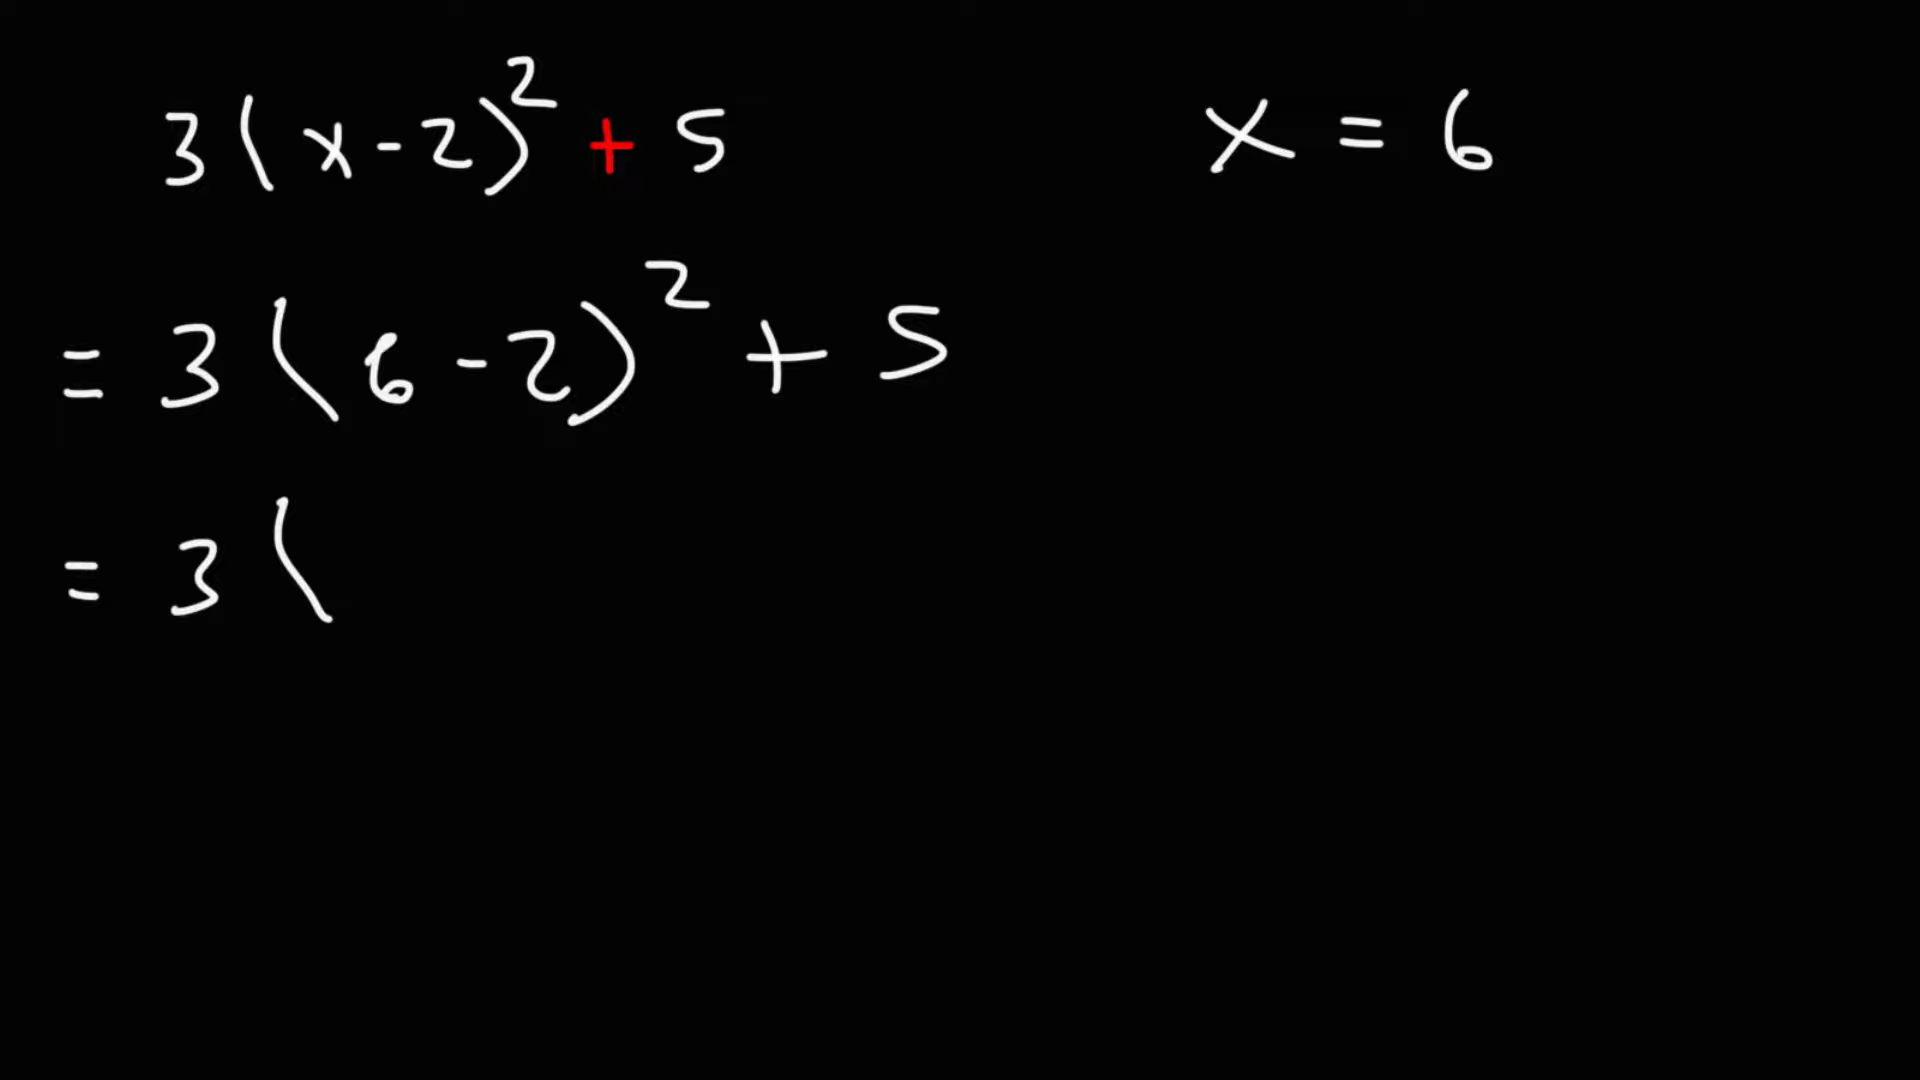 3(x-2)² + 5
x = 6
= 3(6-2)² + 5
= 3(